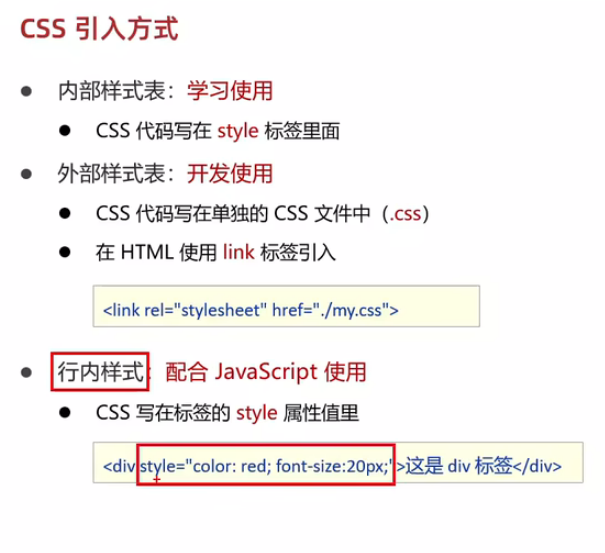 CSS 引入方式
内部样式表：学习使用
CSS 代码写在 style 标签里面
外部样式表：开发使用
CSS 代码写在单独的 CSS 文件中（.css）
在 HTML 使用 link 标签引入
<link rel="stylesheet" href="./my.css">
行内样式：配合 JavaScript 使用
CSS 写在标签的 style 属性值里
<div style="color: red; font-size:20px;">这是 div 标签</div>